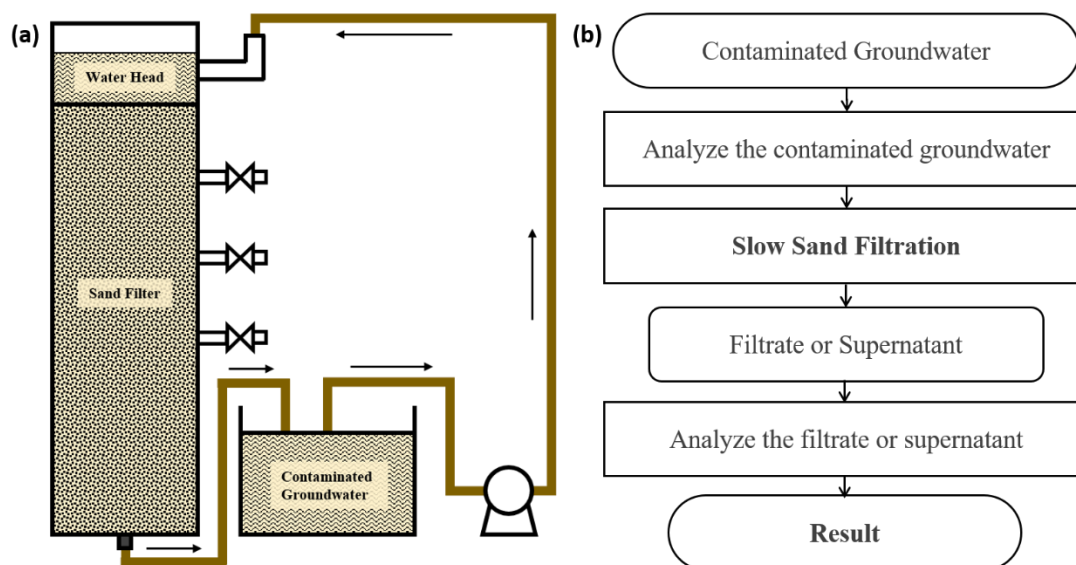 (a)
Water Head
Sand Filter
Contaminated
Groundwater
(b)
Contaminated Groundwater
Analyze the contaminated groundwater
Slow Sand Filtration
Filtrate or Supernatant
Analyze the filtrate or supernatant
Result